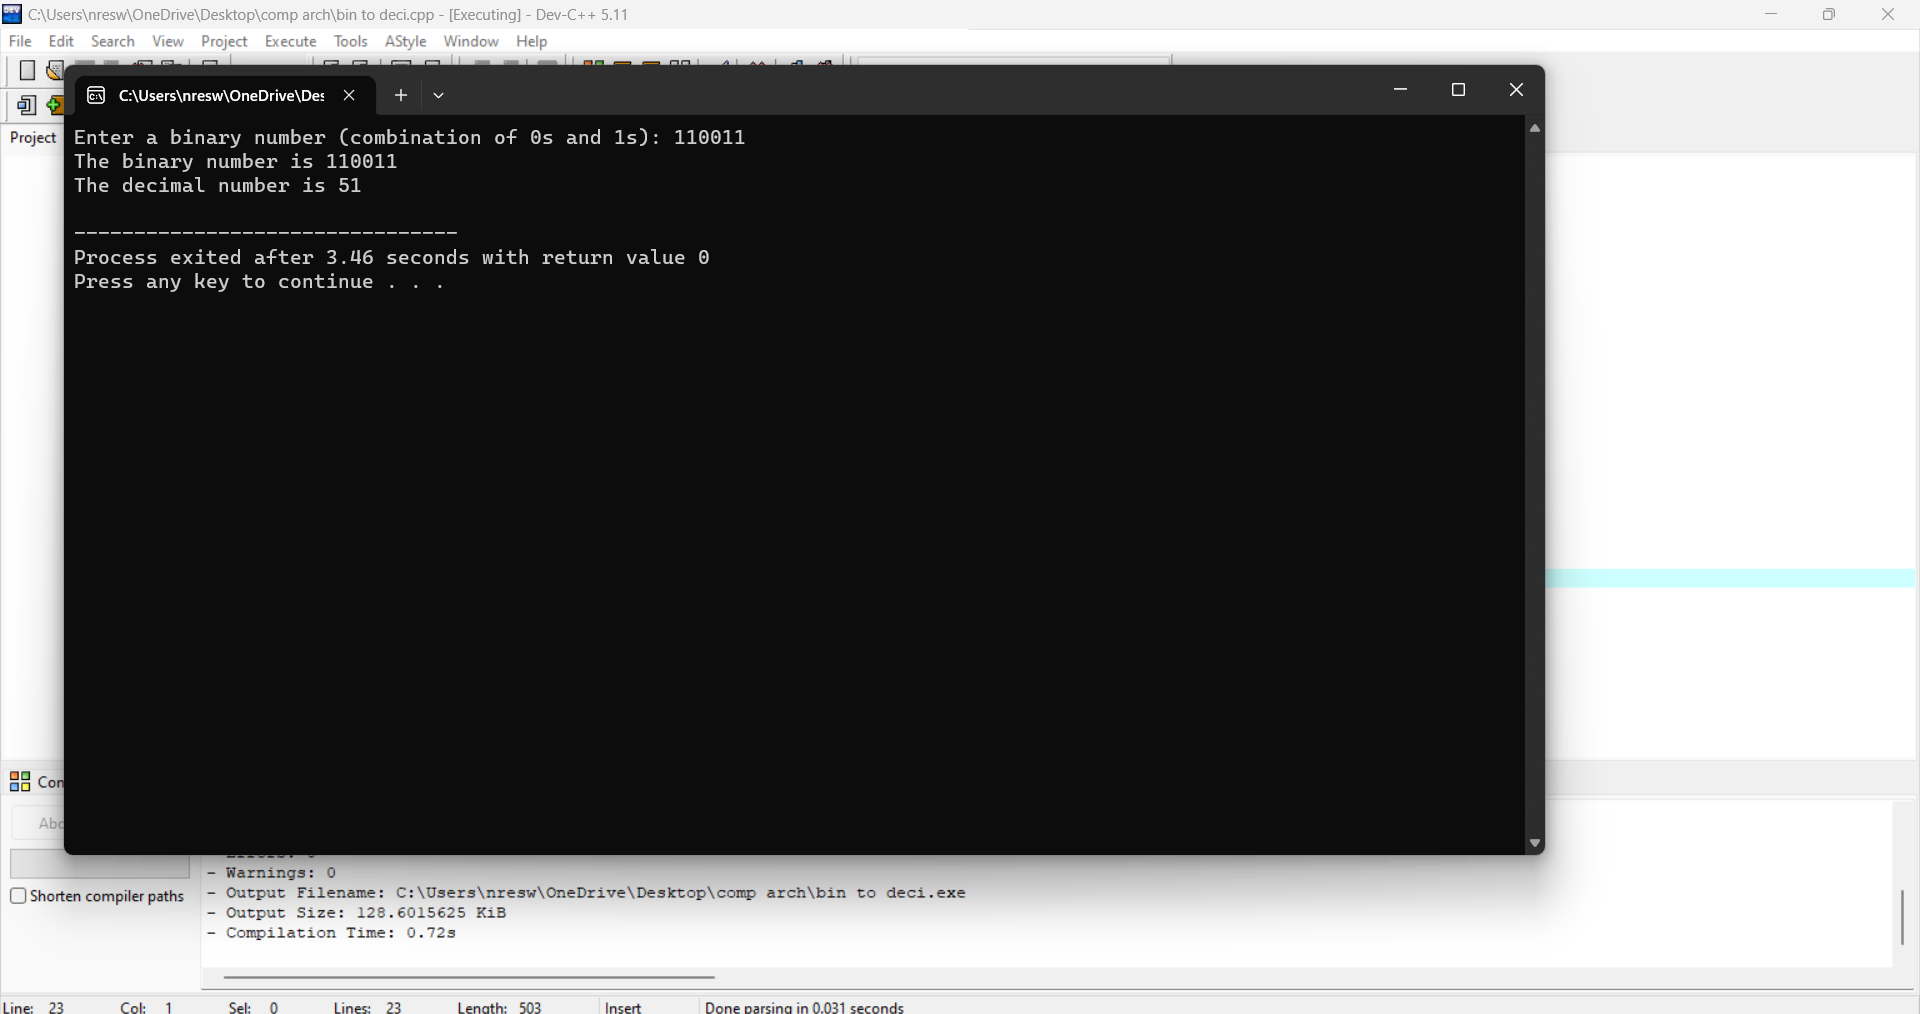 C:\Users\nresw\OneDrive\Desktop\comp arch\bin to deci.cpp - [Executing] - Dev-C++ 5.11
File Edit Search View Project Execute Tools AStyle Window Help
C:\Users\nresw\OneDrive\Des
Project
Enter a binary number (combination of 0s and 1s): 110011
The binary number is 110011
The decimal number is 51
--------------------------------
Process exited after 3.46 seconds with return value 0
Press any key to continue . . .
- Warnings: 0
- Output Filename: C:\Users\nresw\OneDrive\Desktop\comp arch\bin to deci.exe
- Output Size: 128.6015625 KiB
- Compilation Time: 0.72s
Shorten compiler paths
Line: 23 Col: 1 Sel: 0 Lines: 23 Length: 503 Insert Done parsing in 0.031 seconds